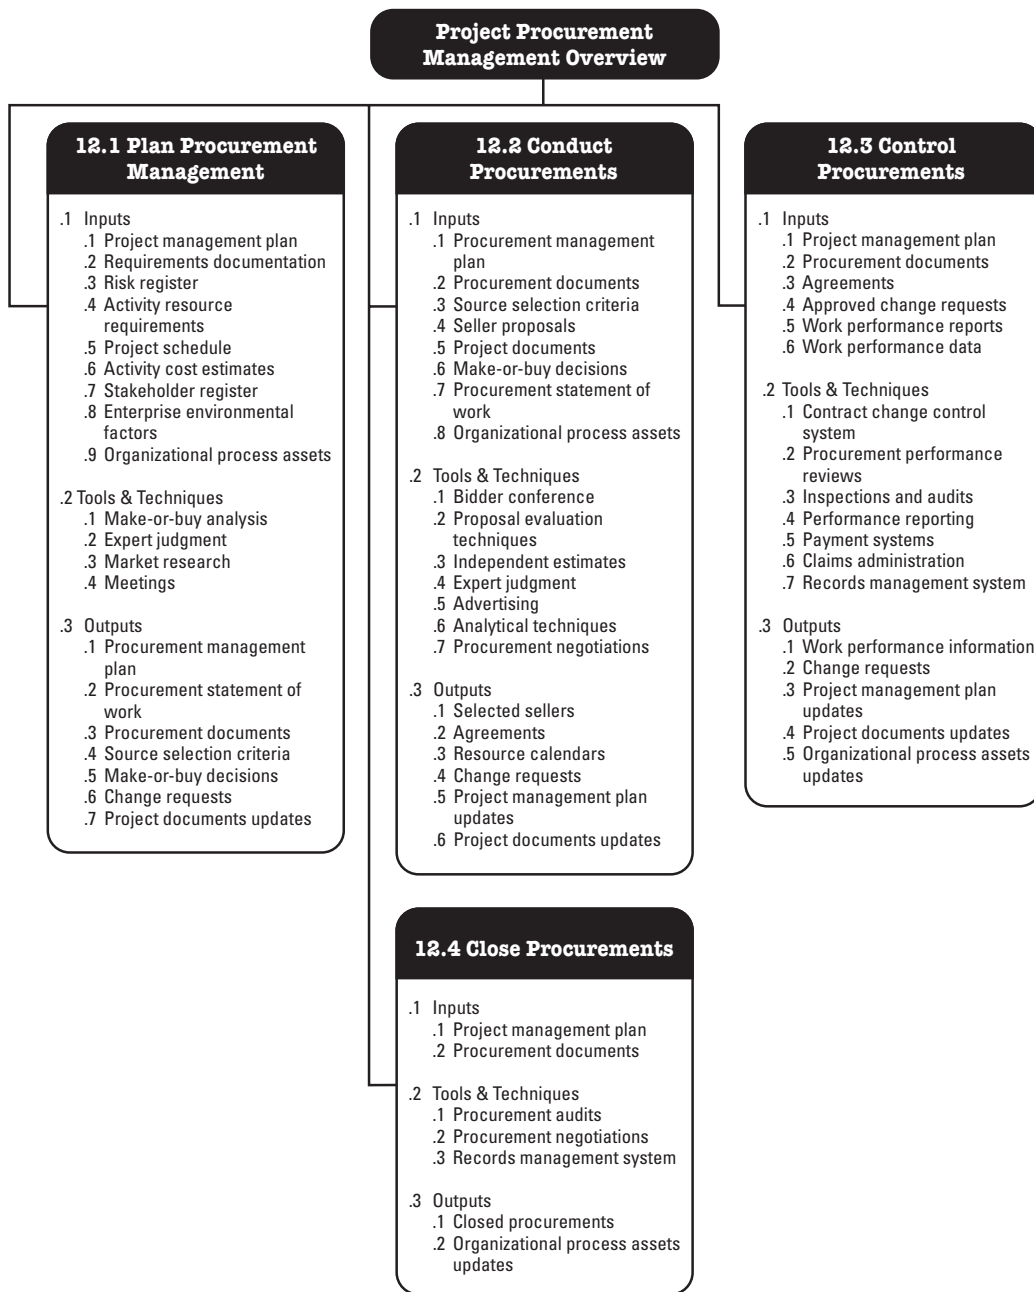 Project Procurement
Management Overview
12.1 Plan Procurement
Management
.1 Inputs
.1 Project management plan
.2 Requirements documentation
.3 Risk register
.4 Activity resource
requirements
.5 Project schedule
.6 Activity cost estimates
.7 Stakeholder register
.8 Enterprise environmental
factors
.9 Organizational process assets
.2 Tools & Techniques
.1 Make-or-buy analysis
.2 Expert judgment
.3 Market research
.4 Meetings
.3 Outputs
.1 Procurement management
plan
.2 Procurement statement of
work
.3 Procurement documents
.4 Source selection criteria
.5 Make-or-buy decisions
.6 Change requests
.7 Project documents updates
12.2 Conduct
Procurements
.1 Inputs
.1 Procurement management
plan
.2 Procurement documents
.3 Source selection criteria
.4 Seller proposals
.5 Project documents
.6 Make-or-buy decisions
.7 Procurement statement of
work
.8 Organizational process assets
.2 Tools & Techniques
.1 Bidder conference
.2 Proposal evaluation
techniques
.3 Independent estimates
.4 Expert judgment
.5 Advertising
.6 Analytical techniques
.7 Procurement negotiations
.3 Outputs
.1 Selected sellers
.2 Agreements
.3 Resource calendars
.4 Change requests
.5 Project management plan
updates
.6 Project documents updates
12.3 Control
Procurements
.1 Inputs
.1 Project management plan
.2 Procurement documents
.3 Agreements
.4 Approved change requests
.5 Work performance reports
.6 Work performance data
.2 Tools & Techniques
.1 Contract change control
system
.2 Procurement performance
reviews
.3 Inspections and audits
.4 Performance reporting
.5 Payment systems
.6 Claims administration
.7 Records management system
.3 Outputs
.1 Work performance information
.2 Change requests
.3 Project management plan
updates
.4 Project documents updates
.5 Organizational process assets
updates
12.4 Close Procurements
.1 Inputs
.1 Project management plan
.2 Procurement documents
.2 Tools & Techniques
.1 Procurement audits
.2 Procurement negotiations
.3 Records management system
.3 Outputs
.1 Closed procurements
.2 Organizational process assets
updates